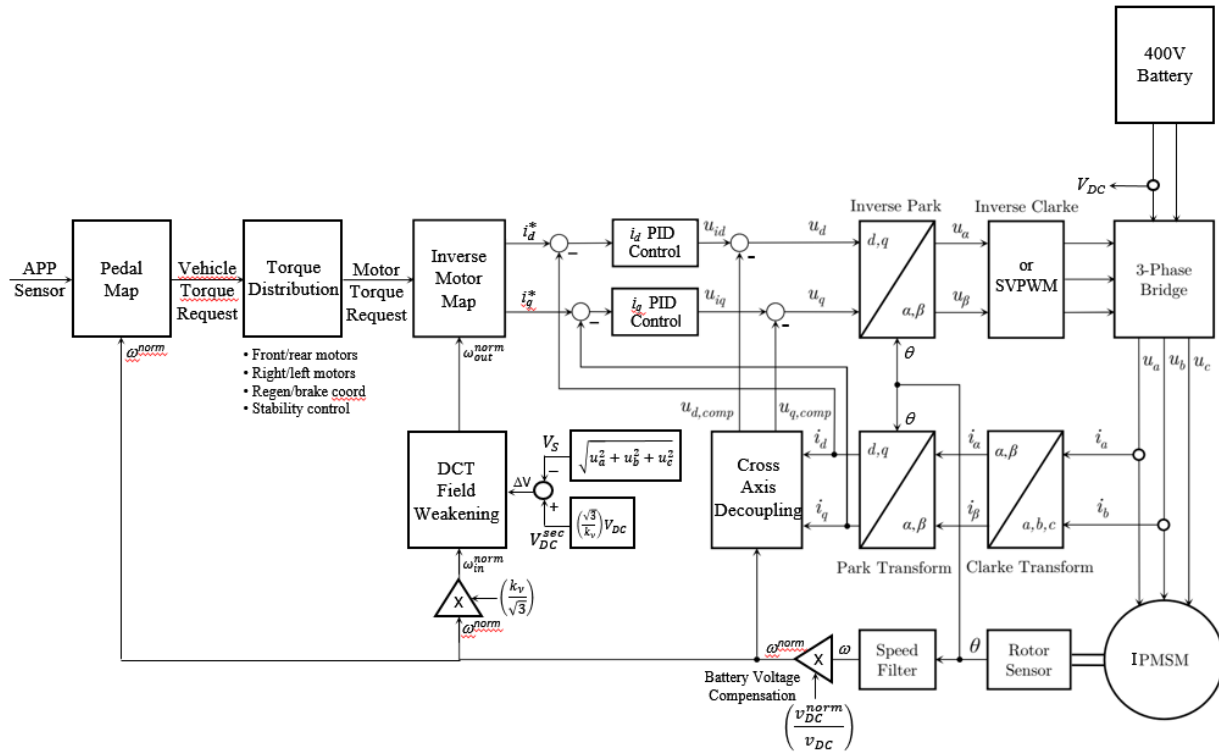 400V
Battery
V_DC
Inverse Park
Inverse Clarke
APP
Sensor
Pedal
Map
Vehicle
Torque
Request
Torque
Distribution
Motor
Torque
Request
Inverse
Motor
Map
i_d^*
i_q^*
−
−
i_d PID
Control
i_q PID
Control
u_id
u_iq
-
-
u_d
u_q
d,q
α,β
u_α
u_β
or
SVPWM
3-Phase
Bridge
ω^norm
• Front/rear motors
• Right/left motors
• Regen/brake coord
• Stability control
ω_out^norm
θ
u_a
u_b
u_c
u_d,comp
u_q,comp
θ
DCT
Field
Weakening
ΔV
V_S
−
+
√(u_a^2 + u_b^2 + u_c^2)
V_DC^sec
(√3/k_v)V_DC
Cross
Axis
Decoupling
i_d
i_q
d,q
α,β
i_α
i_β
α,β
a,b,c
i_a
i_b
Park Transform
Clarke Transform
ω_in^norm
X
(k_v/√3)
ω^norm
ω^norm
Battery Voltage
Compensation
X
ω
(v_DC^norm/v_DC)
Speed
Filter
θ
Rotor
Sensor
IPMSM